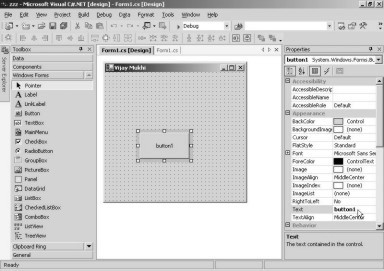 zzz - Microsoft Visual C#.NET [design] - Form1.cs [Design]
File Edit View Project Build Debug Data Format Tools Window Help
Debug
Server Explorer
Toolbox
Data
Components
Windows Forms
Pointer
Label
LinkLabel
Button
TextBox
MainMenu
CheckBox
RadioButton
GroupBox
PictureBox
Panel
DataGrid
ListBox
CheckedListBox
ComboBox
ListView
TreeView
Clipboard Ring
General
Form1.cs [Design] Form1.cs
Vijay Mukhi
button1
Properties
button1 System.Windows.Forms.Bu
Accessibility
AccessibleDescrip
AccessibleName
AccessibleRole Default
Appearance
BackColor Control
BackgroundImage (none)
Cursor Default
FlatStyle Standard
Font Microsoft Sans Ser
ForeColor ControlText
Image (none)
ImageAlign MiddleCenter
ImageIndex (none)
ImageList (none)
RightToLeft No
Text button1
TextAlign MiddleCenter
Behavior
Text
The text contained in the control.
Ready